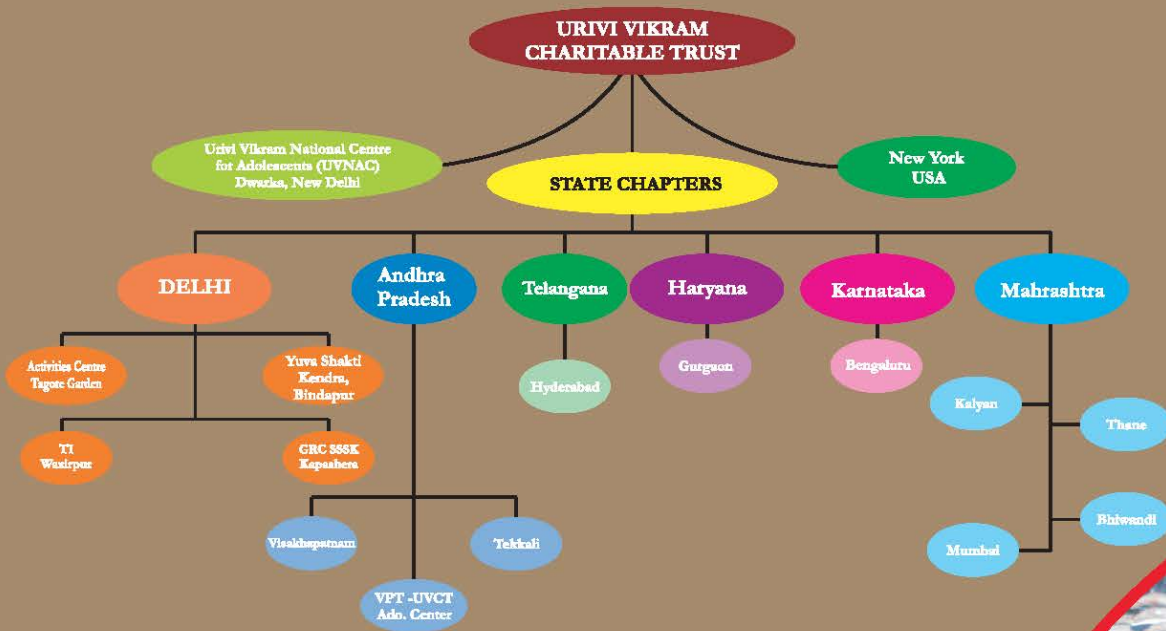 URIVI VIKRAM
CHARITABLE TRUST
Urivi Vikram National Centre
for Adolescents (UVNAC)
Dwarka, New Delhi
STATE CHAPTERS
New York
USA
DELHI
Andhra
Pradesh
Telangana
Haryana
Karnataka
Mahrashtra
Activities Centre
Tagore Garden
Yuva Shakti
Kendra,
Bindapur
TI
Wazirpur
GRC SSSK
Kapashera
Visakhapatnam
Tekkali
VPT -UVCT
Ado. Center
Hyderabad
Gurgaon
Bengaluru
Kalyan
Thane
Bhiwandi
Mumbai